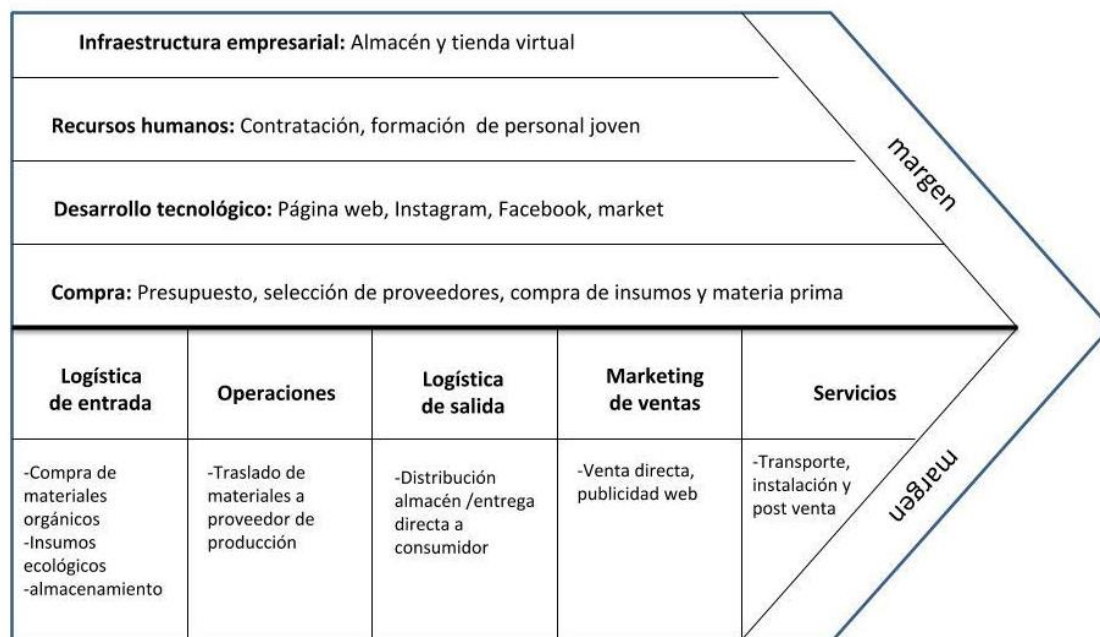 Infraestructura empresarial: Almacén y tienda virtual
Recursos humanos: Contratación, formación de personal joven
margen
Desarrollo tecnológico: Página web, Instagram, Facebook, market
Compra: Presupuesto, selección de proveedores, compra de insumos y materia prima
Logística
de entrada
Operaciones
Logística
de salida
Marketing
de ventas
Servicios
-Compra de
materiales
orgánicos
-Insumos
ecológicos
-almacenamiento
-Traslado de
materiales a
proveedor de
producción
-Distribución
almacén /entrega
directa a
consumidor
-Venta directa,
publicidad web
-Transporte,
instalación y
post venta
margen